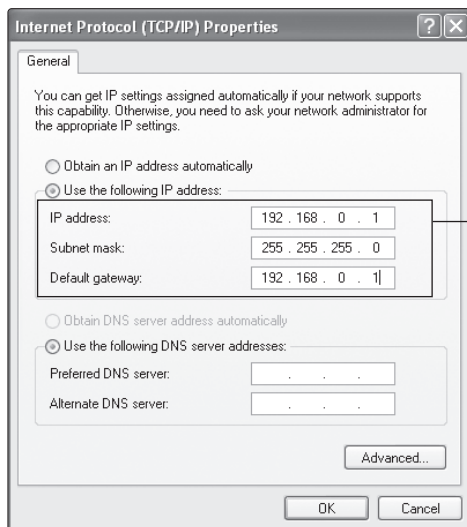 Internet Protocol (TCP/IP) Properties
General
You can get IP settings assigned automatically if your network supports
this capability. Otherwise, you need to ask your network administrator for
the appropriate IP settings.
Obtain an IP address automatically
Use the following IP address:
IP address: 192 . 168 . 0 . 1
Subnet mask: 255 . 255 . 255 . 0
Default gateway: 192 . 168 . 0 . 1
Obtain DNS server address automatically
Use the following DNS server addresses:
Preferred DNS server: . . .
Alternate DNS server: . . .
Advanced...
OK Cancel